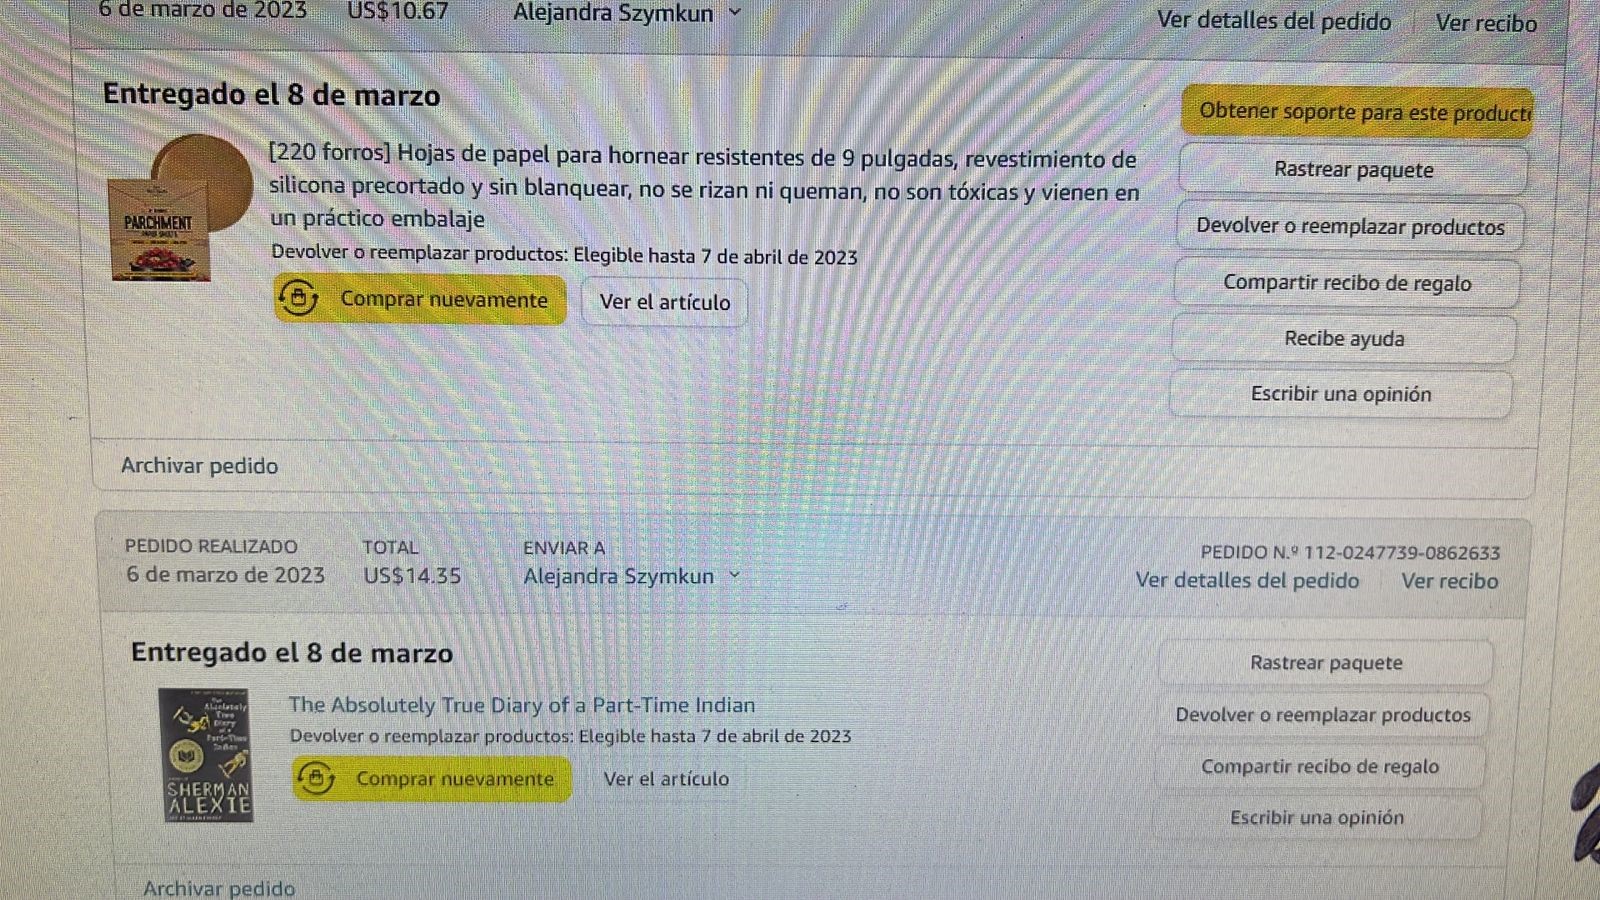 6 de marzo de 2023 US$10.67 Alejandra Szymkun Ver detalles del pedido Ver recibo
Entregado el 8 de marzo
Obtener soporte para este product
[220 forros] Hojas de papel para hornear resistentes de 9 pulgadas, revestimiento de
silicona precortado y sin blanquear, no se rizan ni queman, no son tóxicas y vienen en
un práctico embalaje
PARCHMENT
Devolver o reemplazar productos: Elegible hasta 7 de abril de 2023
Comprar nuevamente Ver el artículo
Rastrear paquete
Devolver o reemplazar productos
Compartir recibo de regalo
Recibe ayuda
Escribir una opinión
Archivar pedido
PEDIDO REALIZADO TOTAL ENVIAR A PEDIDO N.º 112-0247739-0862633
6 de marzo de 2023 US$14.35 Alejandra Szymkun Ver detalles del pedido Ver recibo
Entregado el 8 de marzo
The Absolutely True Diary of a Part-Time Indian
Devolver o reemplazar productos: Elegible hasta 7 de abril de 2023
Comprar nuevamente Ver el artículo
The
Absolutely
True
Diary
of a
Part-Time
Indian
SHERMAN
ALEXIE
Rastrear paquete
Devolver o reemplazar productos
Compartir recibo de regalo
Escribir una opinión
Archivar pedido